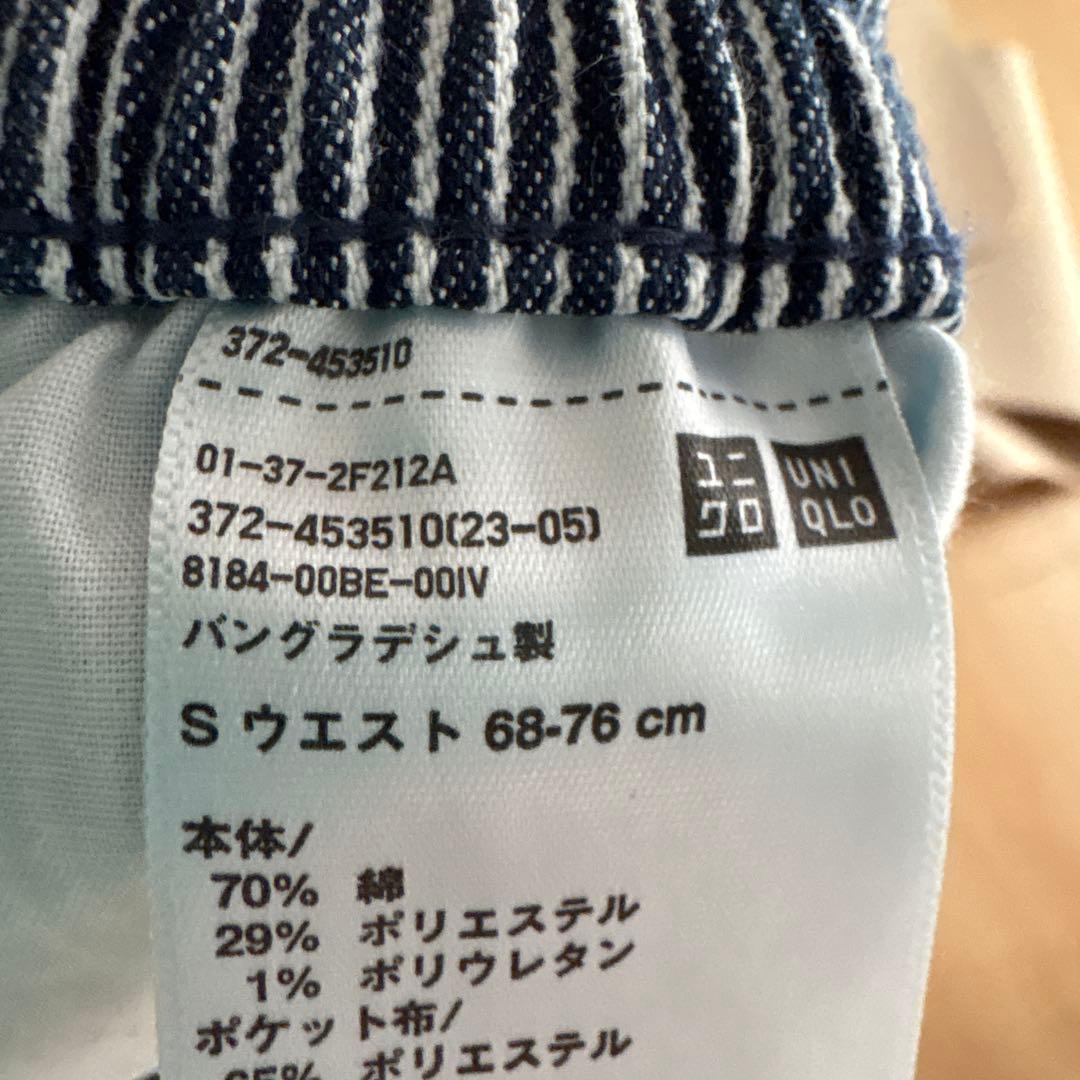 372-453510
01-37-2F212A
372-453510(23-05)
8184-00BE-00IV
ユニ
クロ
UNI
QLO
バングラデシュ製
S ウエスト 68-76 cm
本体/
70% 綿
29% ポリエステル
1% ポリウレタン
ポケット布/
65% ポリエステル